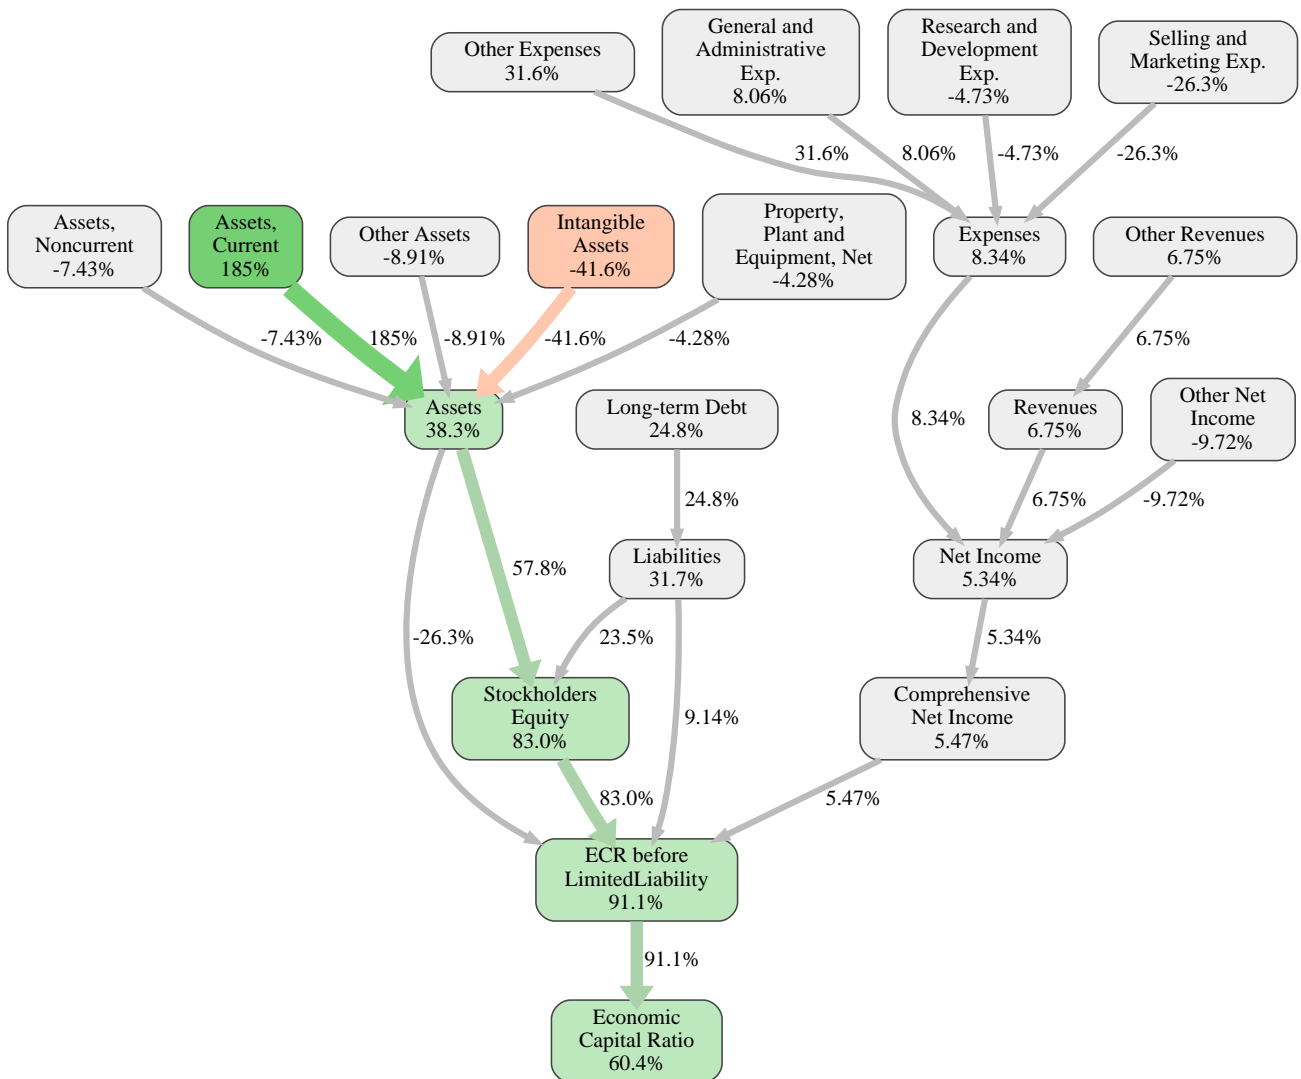 Other Expenses
31.6%
General and
Administrative
Exp.
8.06%
Research and
Development
Exp.
-4.73%
Selling and
Marketing Exp.
-26.3%
31.6%
8.06%
-4.73%
-26.3%
Assets,
Noncurrent
-7.43%
Assets,
Current
185%
Other Assets
-8.91%
Intangible
Assets
-41.6%
Property,
Plant and
Equipment, Net
-4.28%
Expenses
8.34%
Other Revenues
6.75%
-7.43%
185%
-8.91%
-41.6%
-4.28%
6.75%
Assets
38.3%
Long-term Debt
24.8%
8.34%
Revenues
6.75%
Other Net
Income
-9.72%
24.8%
6.75%
-9.72%
57.8%
Liabilities
31.7%
Net Income
5.34%
-26.3%
23.5%
5.34%
Stockholders
Equity
83.0%
9.14%
Comprehensive
Net Income
5.47%
83.0%
5.47%
ECR before
LimitedLiability
91.1%
91.1%
Economic
Capital Ratio
60.4%